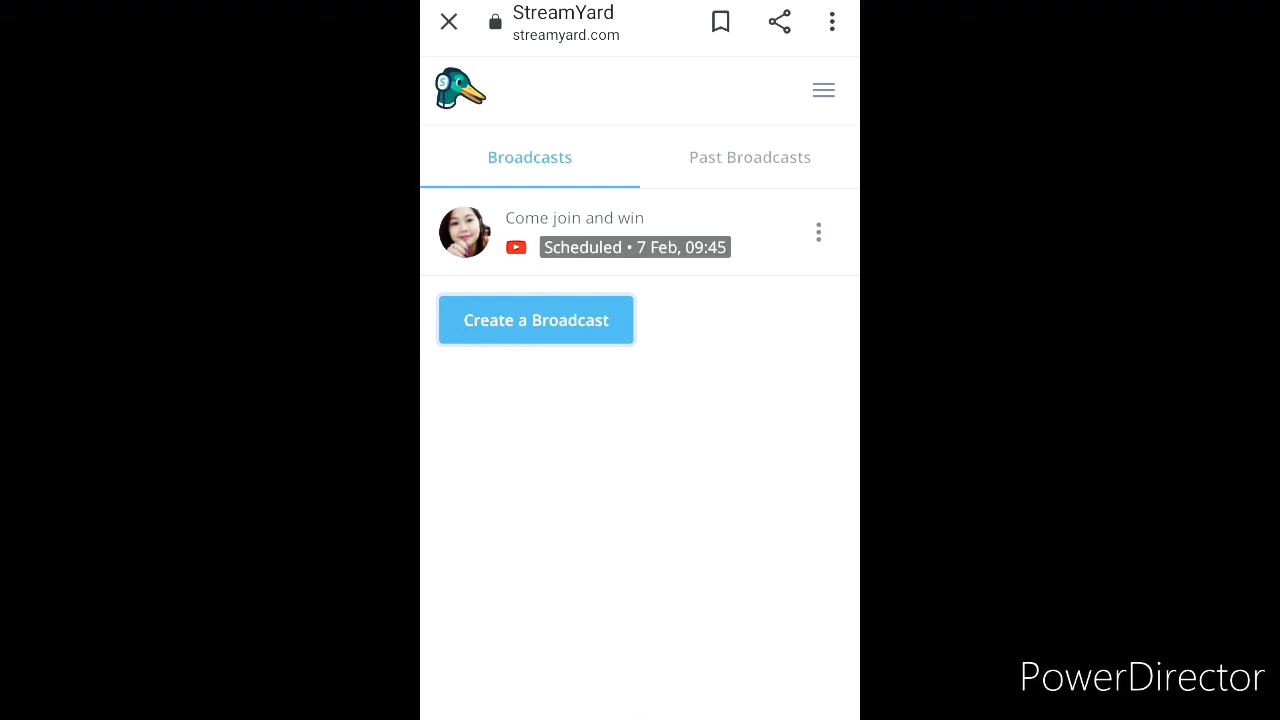 StreamYard
streamyard.com
S
Broadcasts
Past Broadcasts
Come join and win
Scheduled • 7 Feb, 09:45
Create a Broadcast
PowerDirector